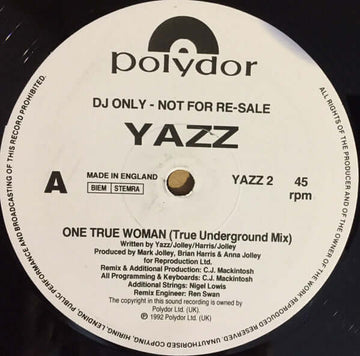 polydor
DJ ONLY - NOT FOR RE-SALE
YAZZ
A
MADE IN ENGLAND
BIEM STEMRA
YAZZ 2
45
rpm
ONE TRUE WOMAN (True Underground Mix)
Written by Yazz/Jolley/Harris/Jolley
Produced by Mark Jolley, Brian Harris & Anna Jolley
for Reproduction Ltd.
Remix & Additional Production: C.J. Mackintosh
All Programming & Keyboards: C.J. Mackintosh
Additional Strings: Nigel Lowis
Remix Engineer: Ren Swan
The copyright in this sound recording is owned by
Polydor Ltd. (UK)
℗ 1992 Polydor Ltd. (UK)
ALL RIGHTS OF THE PRODUCER AND OF THE OWNER OF THE WORK REPRODUCED RESERVED. UNAUTHORISED COPYING, HIRING, LENDING, PUBLIC PERFORMANCE AND BROADCASTING OF THIS RECORD PROHIBITED.